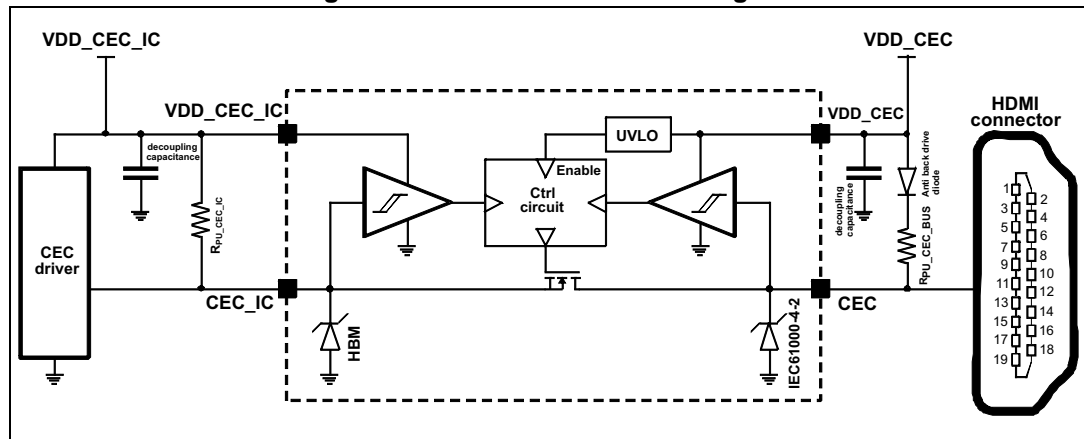 VDD_CEC_IC
VDD_CEC
VDD_CEC_IC
VDD_CEC
HDMI
connector
decoupling
capacitance
UVLO
Enable
Ctrl
circuit
decoupling
capacitance
Anti back drive
diode
RPU_CEC_IC
RPU_CEC_BUS
CEC
driver
CEC_IC
CEC
HBM
IEC61000-4-2
1
2
3
4
5
6
7
8
9
10
11
12
13
14
15
16
17
18
19